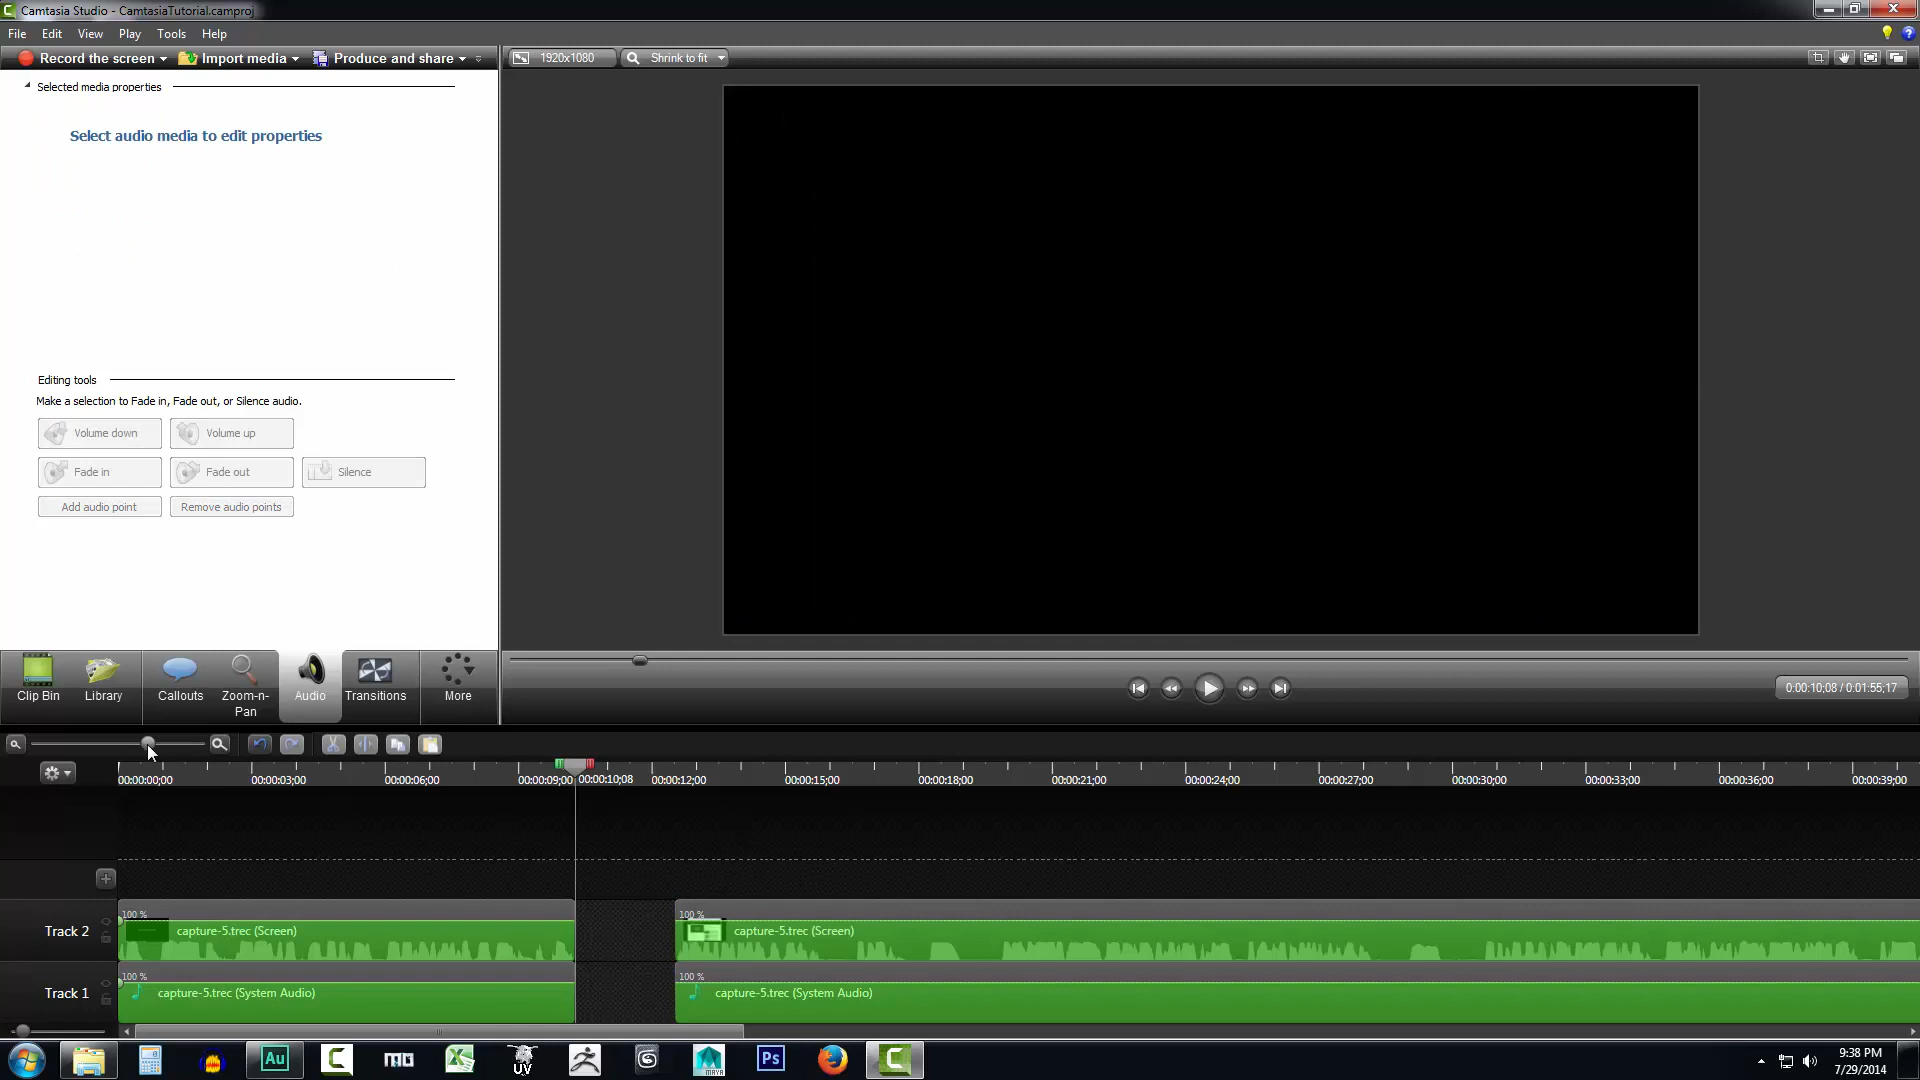 Camtasia Studio - CamtasiaTutorial.camproj
File Edit View Play Tools Help
Record the screen Import media Produce and share 1920x1080 Shrink to fit
Selected media properties
Select audio media to edit properties
Editing tools
Make a selection to Fade in, Fade out, or Silence audio.
Volume down Volume up
Fade in Fade out Silence
Add audio point Remove audio points
Clip Bin Library Callouts Zoom-n-Pan Audio Transitions More
0:00:10;08 / 0:01:55;17
00:00:00;00 00:00:03;00 00:00:06;00 00:00:09;00 00:00:10;08 00:00:12;00 00:00:15;00 00:00:18;00 00:00:21;00 00:00:24;00 00:00:27;00 00:00:30;00 00:00:33;00 00:00:36;00 00:00:39;00
100 % 100 %
Track 2 capture-5.trec (Screen) capture-5.trec (Screen)
100 % 100 %
Track 1 capture-5.trec (System Audio) capture-5.trec (System Audio)
Au UV MAYA Ps
9:38 PM
7/29/2014